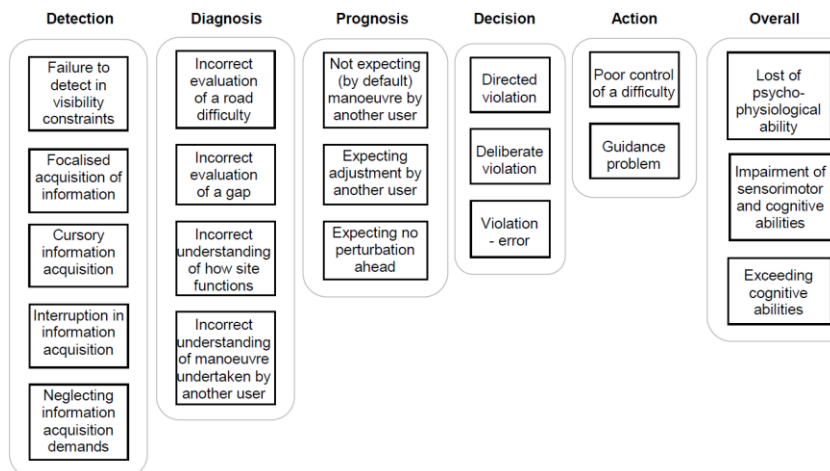 Detection
Failure to
detect in
visibility
constraints
Focalised
acquisition of
information
Cursory
information
acquisition
Interruption in
information
acquisition
Neglecting
information
acquisition
demands
Diagnosis
Incorrect
evaluation
of a road
difficulty
Incorrect
evaluation
of a gap
Incorrect
understanding
of how site
functions
Incorrect
understanding
of manoeuvre
undertaken by
another user
Prognosis
Not expecting
(by default)
manoeuvre by
another user
Expecting
adjustment by
another user
Expecting no
perturbation
ahead
Decision
Directed
violation
Deliberate
violation
Violation
- error
Action
Poor control
of a difficulty
Guidance
problem
Overall
Lost of
psycho-
physiological
ability
Impairment of
sensorimotor
and cognitive
abilities
Exceeding
cognitive
abilities